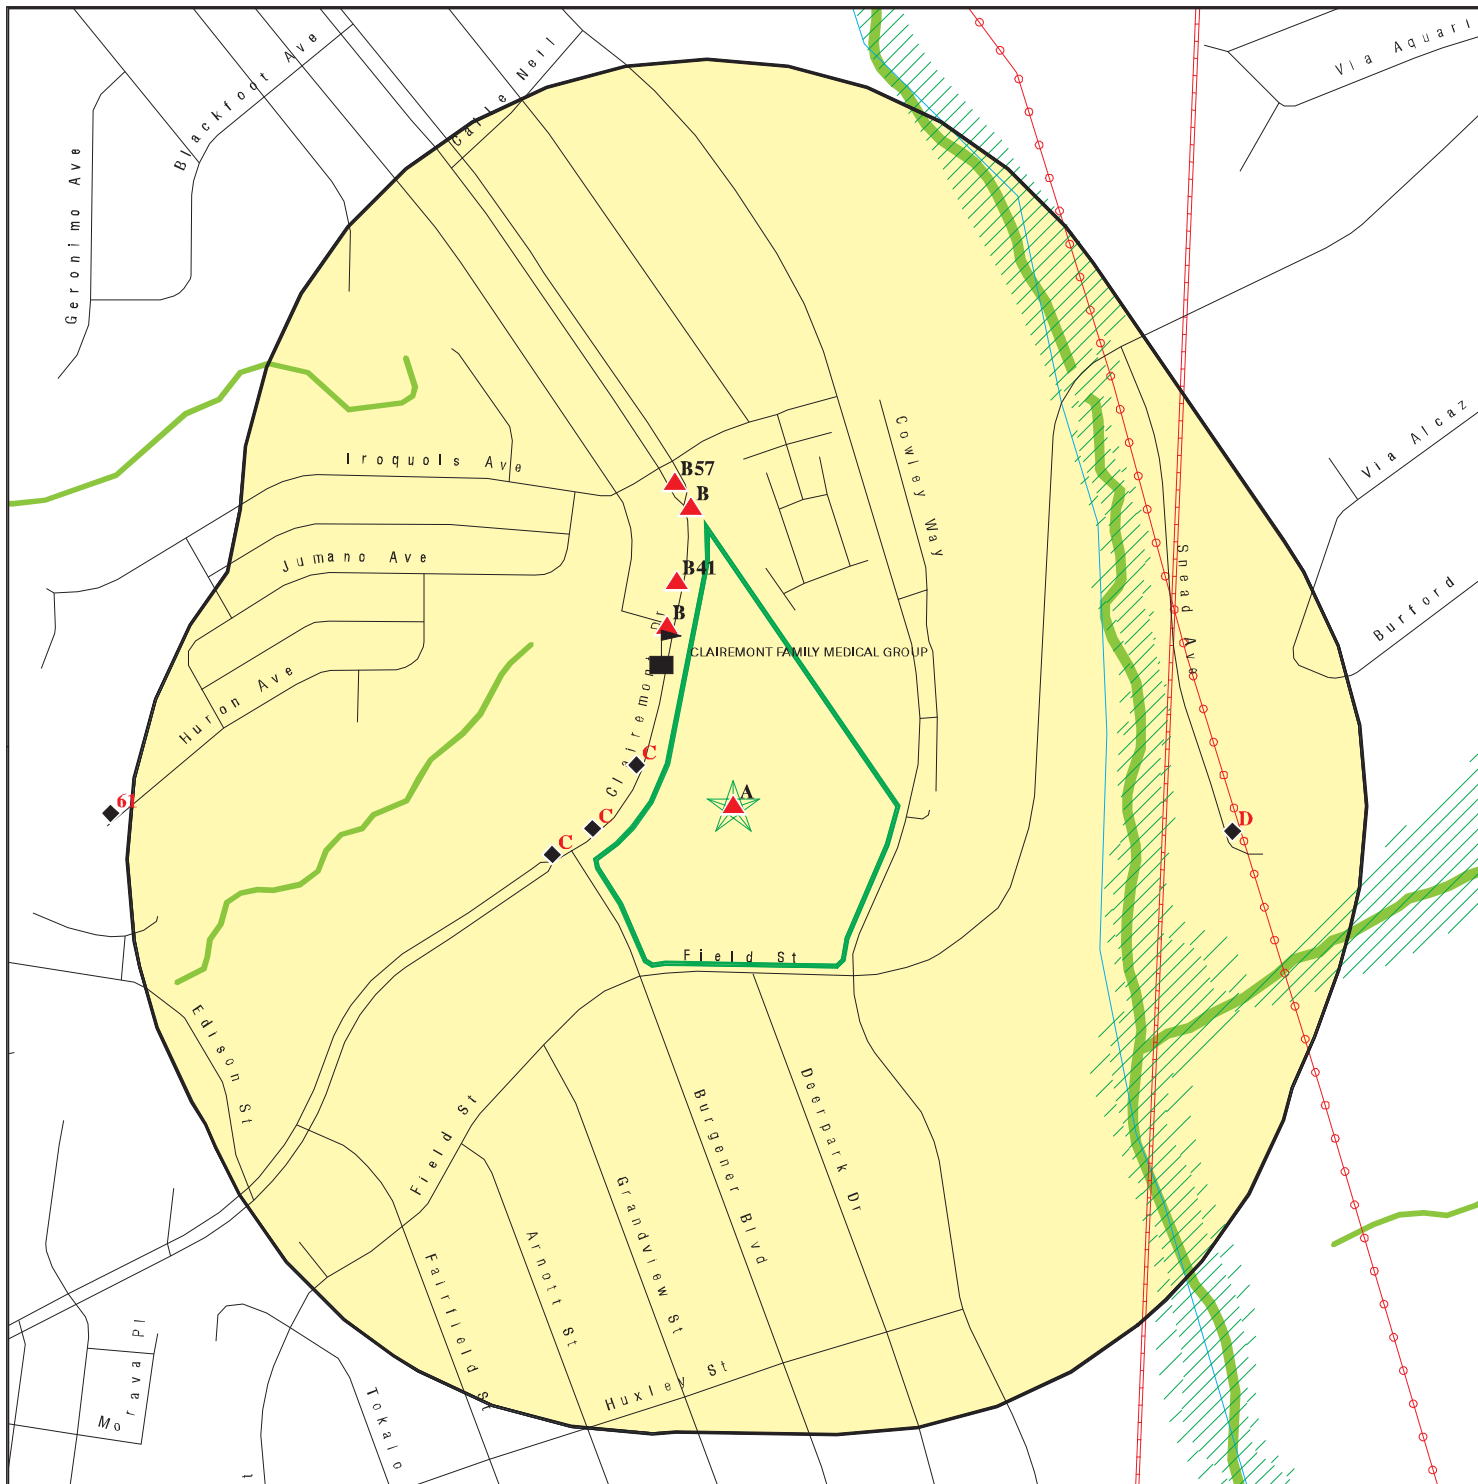 Blackfoot Ave
Calle Neil
Via Aquari
Geronimo Ave
Iroquois Ave
B57
B
Cowley Way
Via Alcaz
Jumano Ave
B41
Snead Ave
B
Dr
CLAIREMONT FAMILY MEDICAL GROUP
Burford
Huron Ave
Clairemont
C
61
A
C
D
C
Field St
Edison St
Field St
Burgener Blvd
Deerpark Dr
Grandview St
Arnott St
Fairfield St
Huxley St
Morava Pl
Tokalo
t